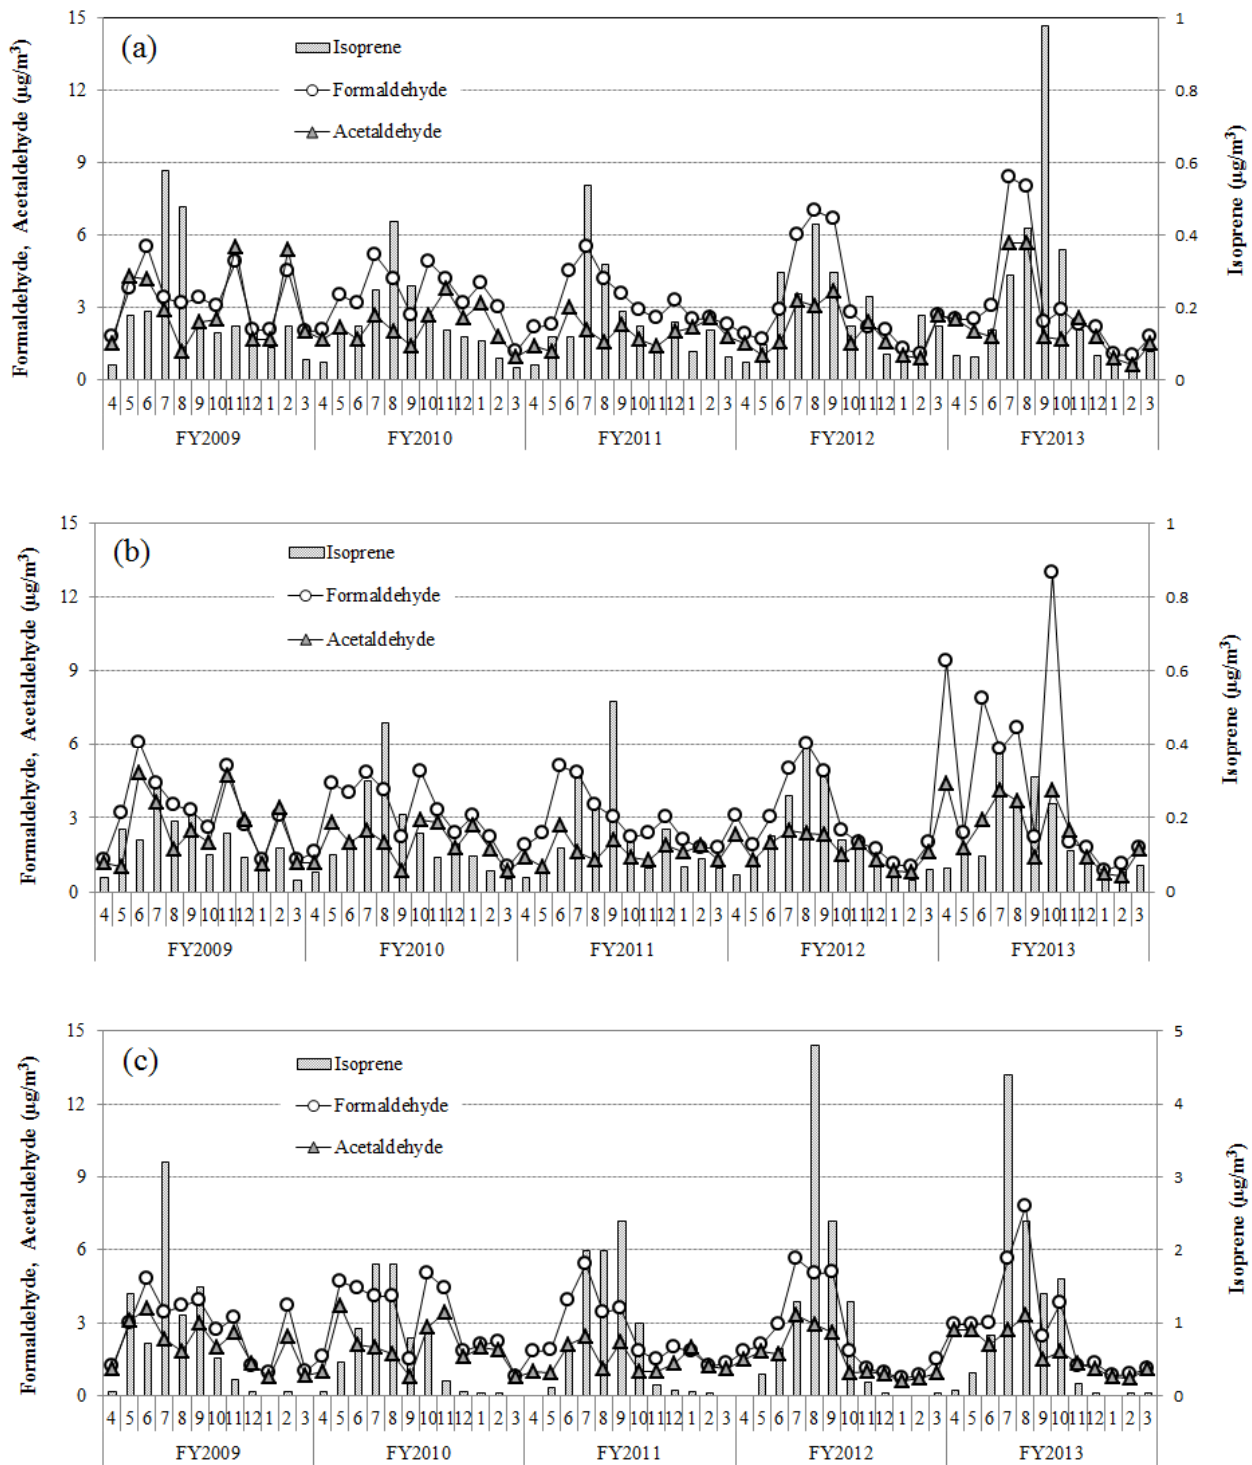 (a)
Isoprene
Formaldehyde
Acetaldehyde
Formaldehyde, Acetaldehyde (µg/m³)
15
12
9
6
3
0
Isoprene (µg/m³)
1
0.8
0.6
0.4
0.2
0
4 5 6 7 8 9 10 11 12 1 2 3 4 5 6 7 8 9 10 11 12 1 2 3 4 5 6 7 8 9 10 11 12 1 2 3 4 5 6 7 8 9 10 11 12 1 2 3 4 5 6 7 8 9 10 11 12 1 2 3
FY2009 FY2010 FY2011 FY2012 FY2013
(b)
Isoprene
Formaldehyde
Acetaldehyde
Formaldehyde, Acetaldehyde (µg/m³)
15
12
9
6
3
0
Isoprene (µg/m³)
1
0.8
0.6
0.4
0.2
0
4 5 6 7 8 9 10 11 12 1 2 3 4 5 6 7 8 9 10 11 12 1 2 3 4 5 6 7 8 9 10 11 12 1 2 3 4 5 6 7 8 9 10 11 12 1 2 3 4 5 6 7 8 9 10 11 12 1 2 3
FY2009 FY2010 FY2011 FY2012 FY2013
(c)
Isoprene
Formaldehyde
Acetaldehyde
Formaldehyde, Acetaldehyde (µg/m³)
15
12
9
6
3
0
Isoprene (µg/m³)
5
4
3
2
1
0
4 5 6 7 8 9 10 11 12 1 2 3 4 5 6 7 8 9 10 11 12 1 2 3 4 5 6 7 8 9 10 11 12 1 2 3 4 5 6 7 8 9 10 11 12 1 2 3 4 5 6 7 8 9 10 11 12 1 2 3
FY2009 FY2010 FY2011 FY2012 FY2013